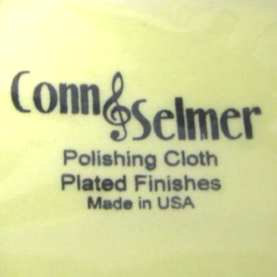 Conn Selmer
Polishing Cloth
Plated Finishes
Made in USA